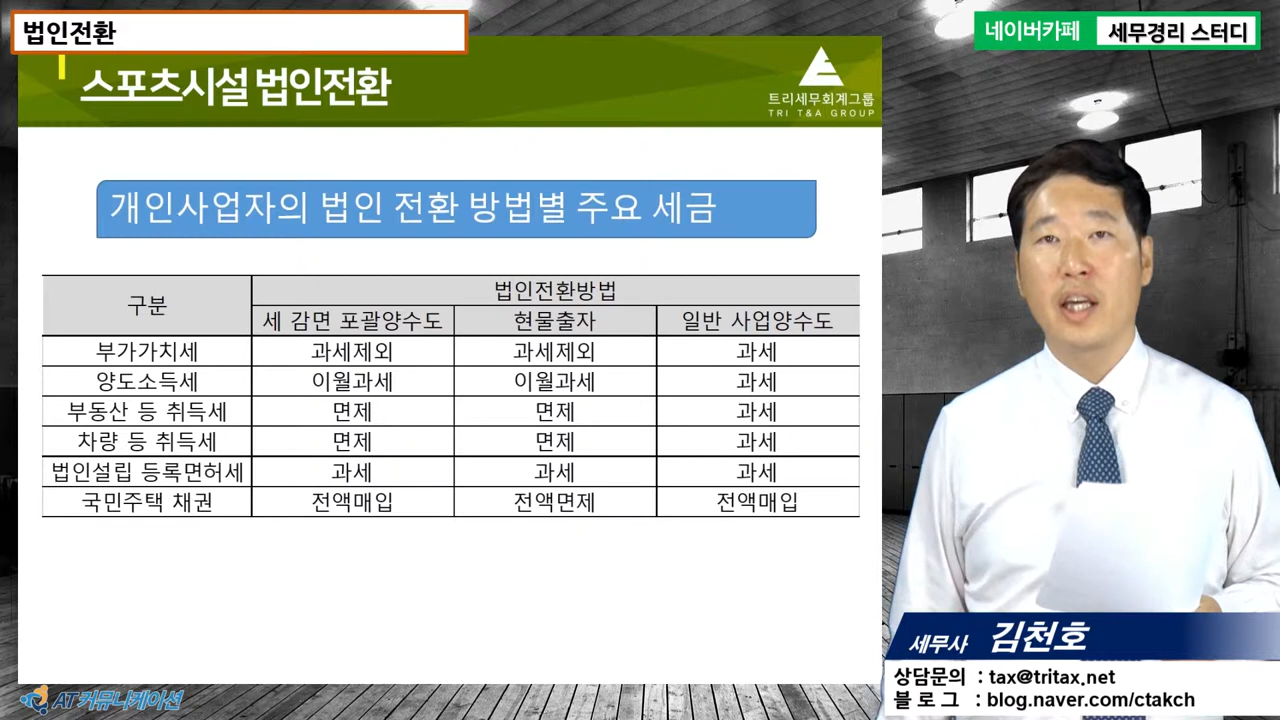 법인전환
네이버카페 세무경리 스터디
스포츠시설 법인전환
트리세무회계그룹
TRI T&A GROUP
개인사업자의 법인 전환 방법별 주요 세금
구분 법인전환방법
세 감면 포괄양수도 현물출자 일반 사업양수도
부가가치세 과세제외 과세제외 과세
양도소득세 이월과세 이월과세 과세
부동산 등 취득세 면제 면제 과세
차량 등 취득세 면제 면제 과세
법인설립 등록면허세 과세 과세 과세
국민주택 채권 전액매입 전액면제 전액매입
세무사 김천호
상담문의 : tax@tritax.net
블로그 : blog.naver.com/ctakch
AT커뮤니케이션